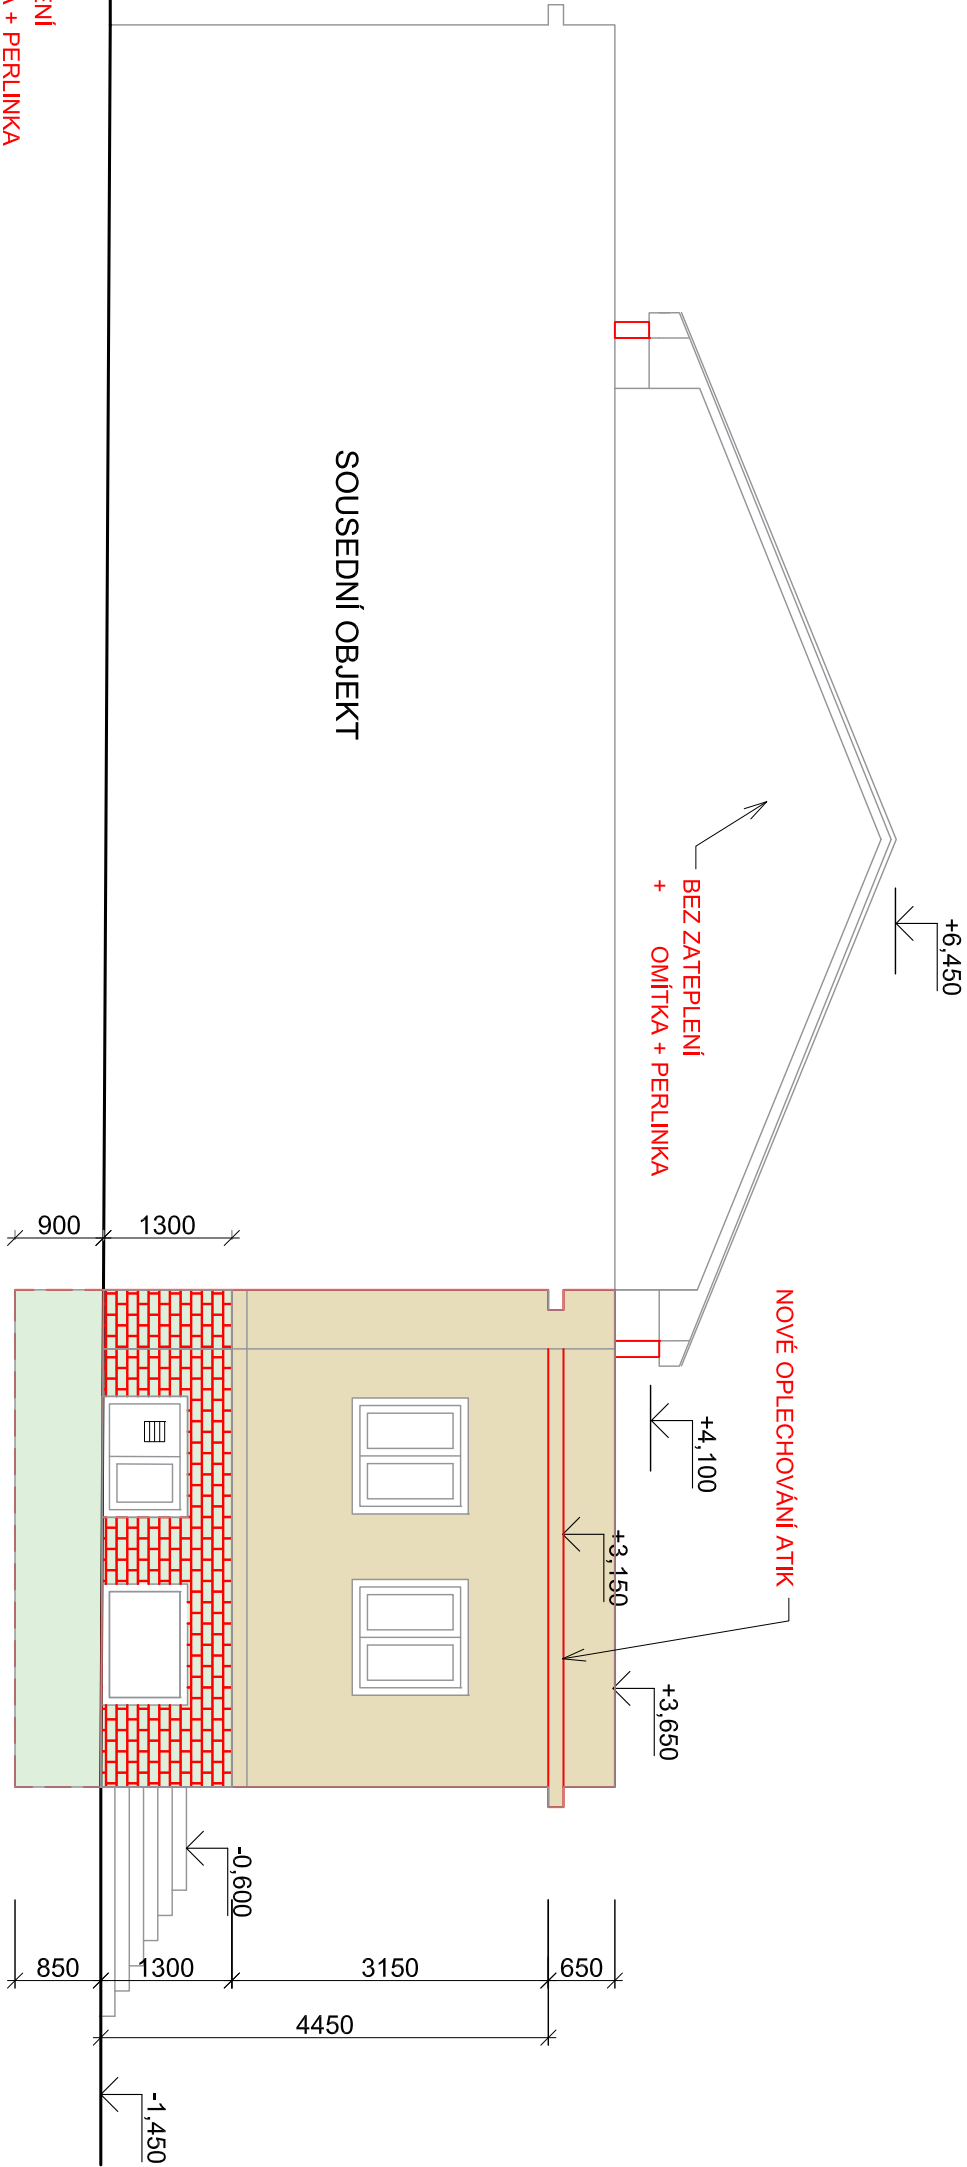 +6,450
BEZ ZATEPLENÍ
+ OMÍTKA + PERLINKA
NOVÉ OPLECHOVÁNÍ ATIK
+4,100
+3,150
+3,650
SOUSEDNÍ OBJEKT
900
1300
-0,600
850
1300
3150
650
4450
-1,450
ENÍ
A + PERLINKA